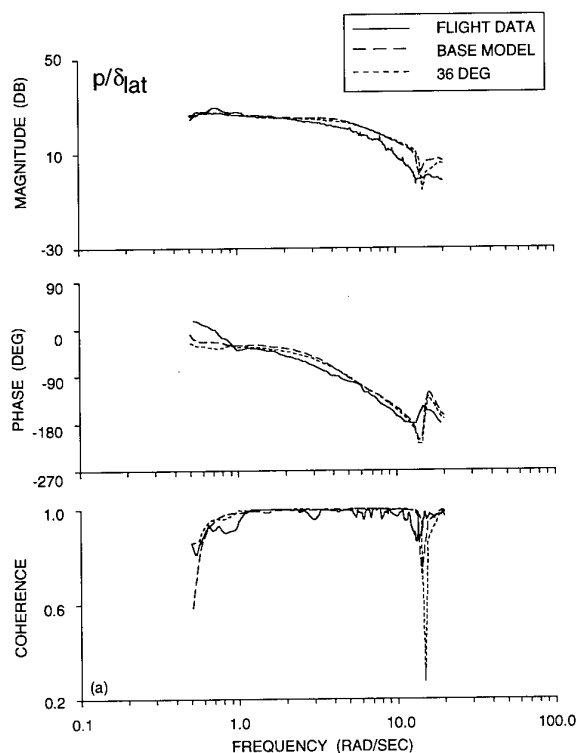 FLIGHT DATA
BASE MODEL
36 DEG
p/δlat
50
10
-30
MAGNITUDE (DB)
90
0
-90
-180
-270
PHASE (DEG)
1.0
0.6
0.2
COHERENCE
(a)
0.1 1.0 10.0 100.0
FREQUENCY (RAD/SEC)